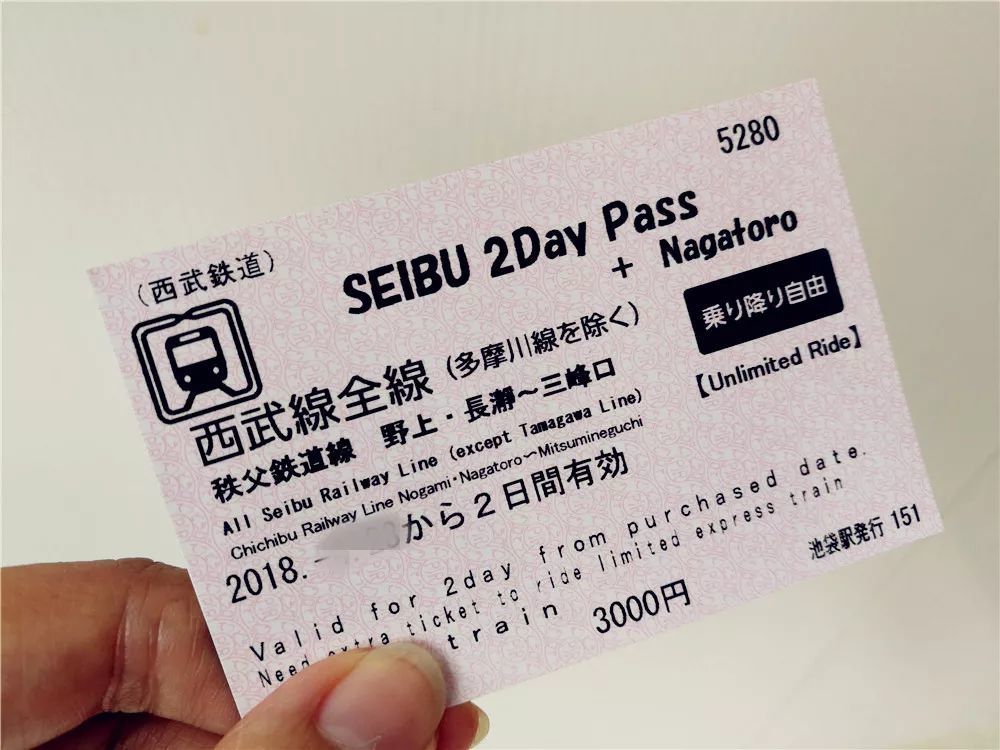 5280
(西武鉄道)
SEIBU 2Day Pass
+ Nagatoro
西武線全線(多摩川線を除く)
乗り降り自由
秩父鉄道線 野上・長瀞～三峰口
【Unlimited Ride】
All Seibu Railway Line (except Tamagawa Line)
Chichibu Railway Line Nogami・Nagatoro～Mitsumineguchi
2018. から2日間有効
Valid for 2day from purchased date.
Need extra ticket to ride limited express train
train
3000円
池袋駅発行 151